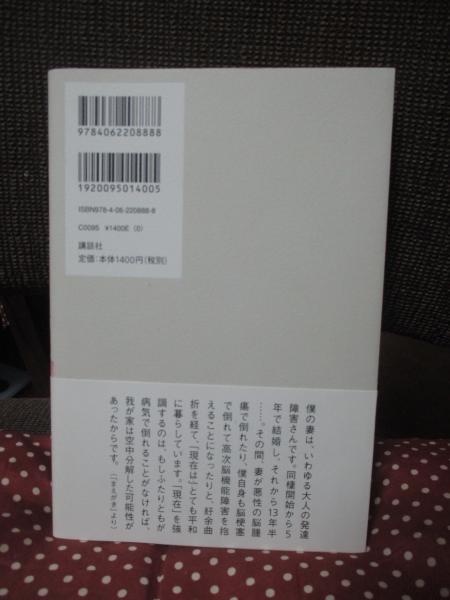 9784062208888
1920095014005
ISBN978-4-06-220888-8
C0095 ¥1400E (0)
講談社
定価:本体1400円(税別)
僕の妻は、いわゆる大人の発達
障害さんです。同棲開始から5
年で結婚し、それから13年半
……。その間、妻が悪性の脳腫
瘍で倒れたり、僕自身も脳梗塞
で倒れて高次脳機能障害を抱
えることになったりと、紆余曲
折を経て、「現在は」とても平和
に暮らしています。「現在」を強
調するのは、もしふたりともが
病気で倒れることがなければ、
我が家は空中分解した可能性が
あったからです。(「まえがき」より)